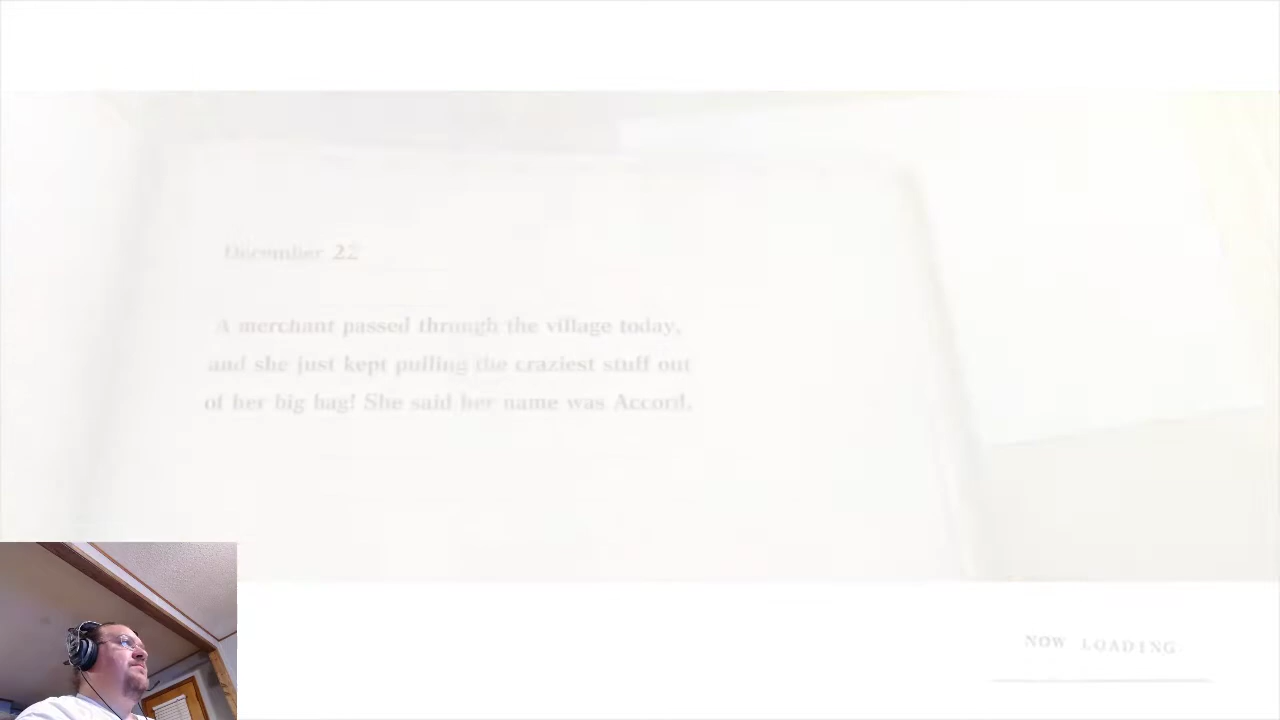 December 22
A merchant passed through the village today,
and she just kept pulling the craziest stuff out
of her big bag! She said her name was Accord.
NOW LOADING